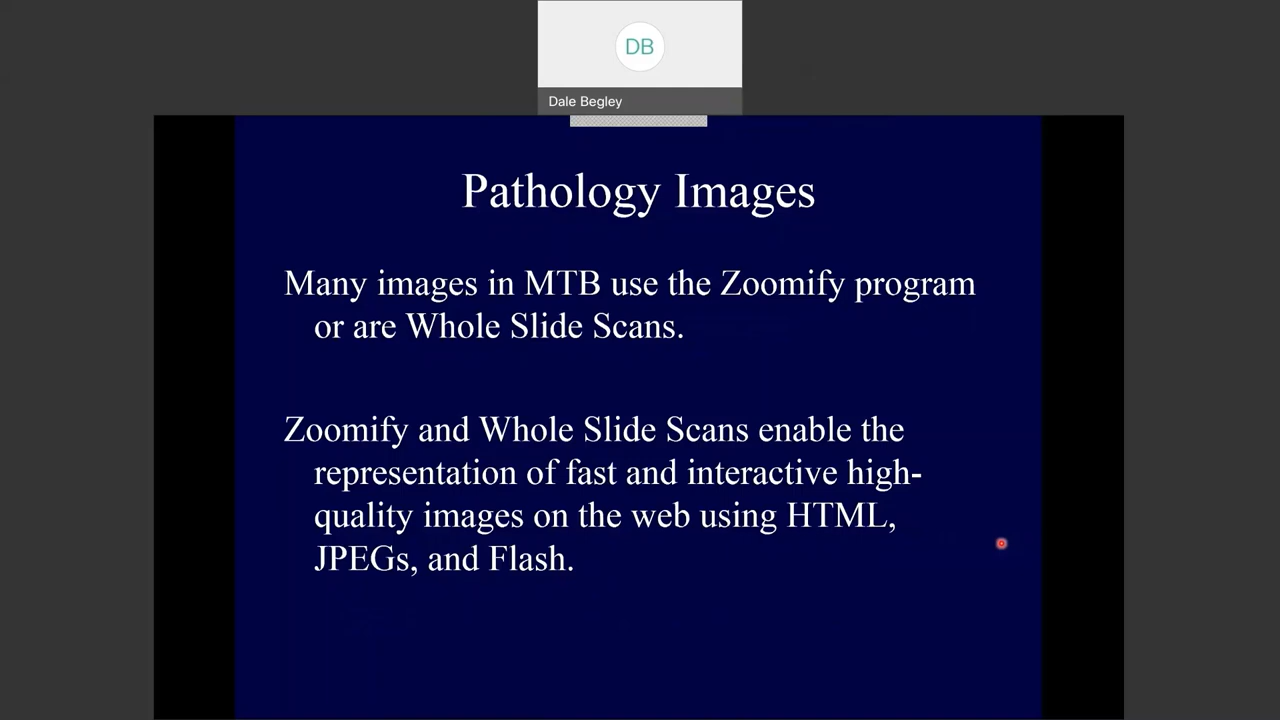 DB
Dale Begley
Pathology Images
Many images in MTB use the Zoomify program
or are Whole Slide Scans.
Zoomify and Whole Slide Scans enable the
representation of fast and interactive high-
quality images on the web using HTML,
JPEGs, and Flash.